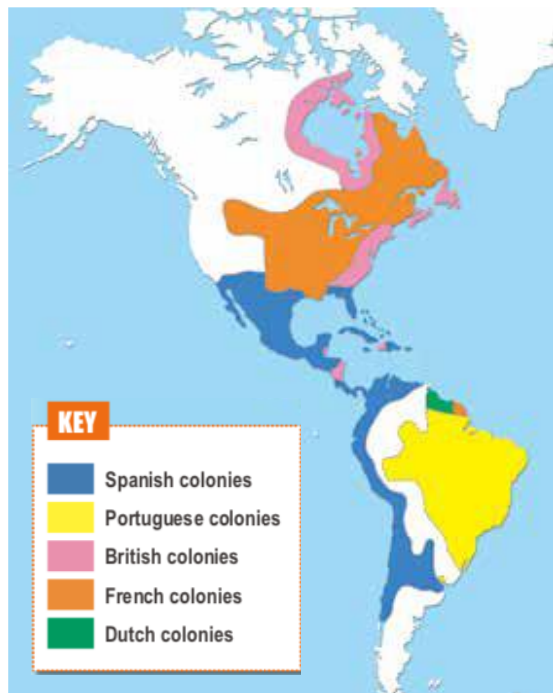 KEY
Spanish colonies
Portuguese colonies
British colonies
French colonies
Dutch colonies